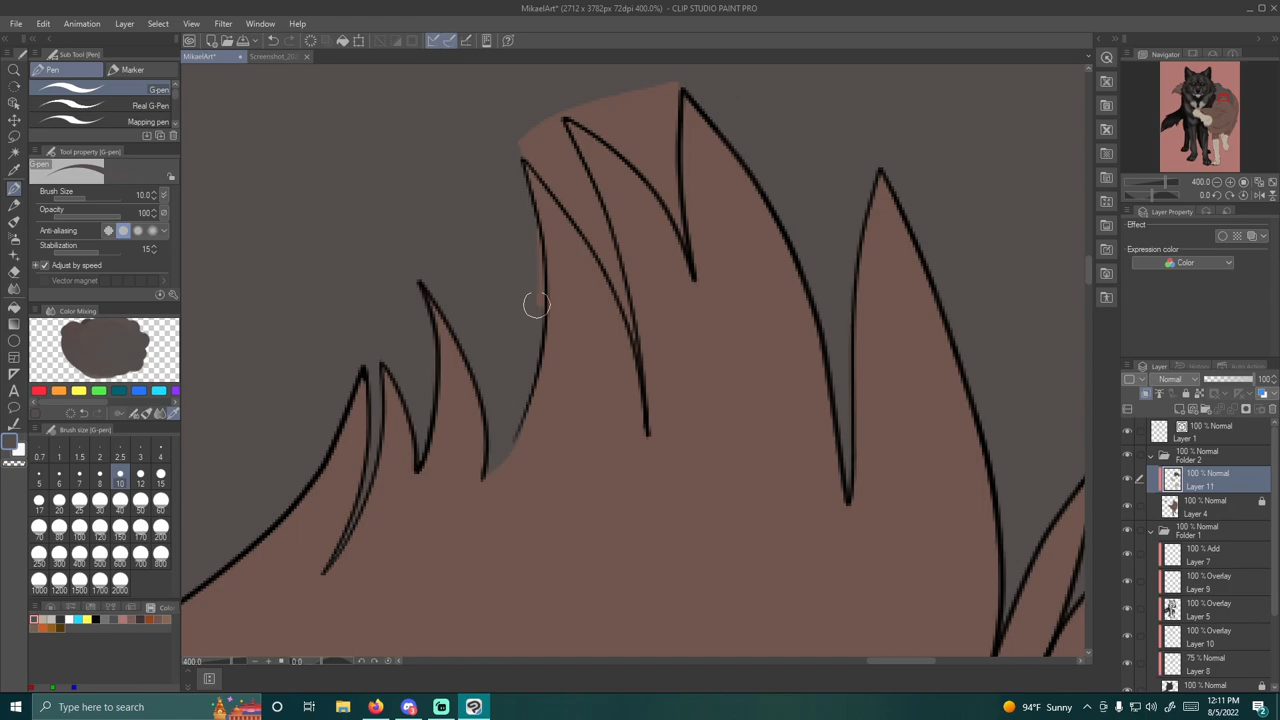 MikaelArt* (2712 x 3782px 72dpi 400.0%) - CLIP STUDIO PAINT PRO
File Edit Animation Layer Select View Filter Window Help
Sub Tool (Pen)
MikaelArt*
Screenshot_20
Navigator
Pen
Marker
G-pen
Real G-Pen
Mapping pen
Tool property (G-pen)
G-pen
Brush Size 10.0
Opacity 100
Anti-aliasing
Stabilization 15
Adjust by speed
Vector magnet
400.0
0.0
Layer Property
Effect
Expression color
Color
Color Mixing
Brush size (G-pen)
0.7 1 1.5 2 2.5 3 4
5 6 7 8 10 12 15
17 20 25 30 40 50 60
70 80 100 120 150 170 200
250 300 400 500 600 700 800
1000 1200 1500 1700 2000
Color
Layer
History
Auto Action
Normal 100
100 % Normal
Layer 1
100 % Normal
Folder 2
100 % Normal
Layer 11
100 % Normal
Layer 4
100 % Normal
Folder 1
100 % Add
Layer 7
100 % Overlay
Layer 9
100 % Overlay
Layer 5
100 % Overlay
Layer 10
75 % Normal
Layer 8
100 % Normal
400.0
0.0
Type here to search
94°F Sunny
12:11 PM
8/5/2022
2